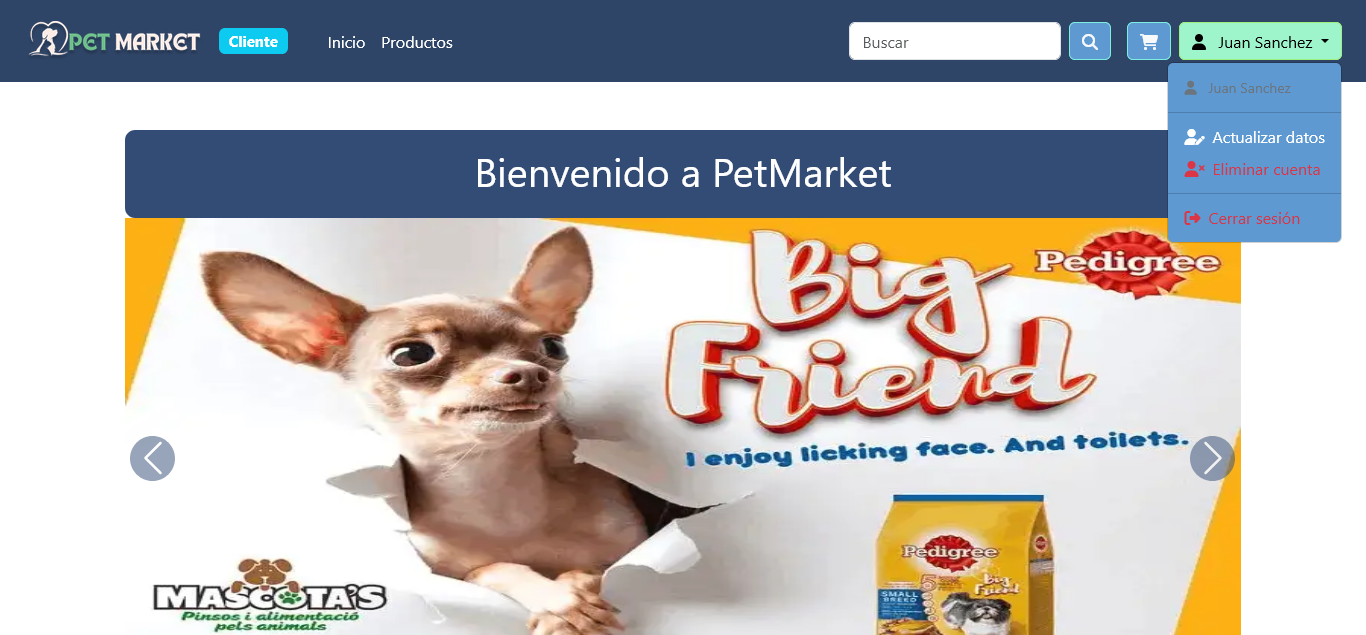 PET MARKET
Cliente
Inicio
Productos
Buscar
Juan Sanchez
Juan Sanchez
Actualizar datos
Eliminar cuenta
Cerrar sesión
Bienvenido a PetMarket
Big
Friend
Pedigree
I enjoy licking face. And toilets.
MASCOTA'S
Pinsos i alimentació
pels animals
Pedigree
5
Big
Friend
SMALL
BREED